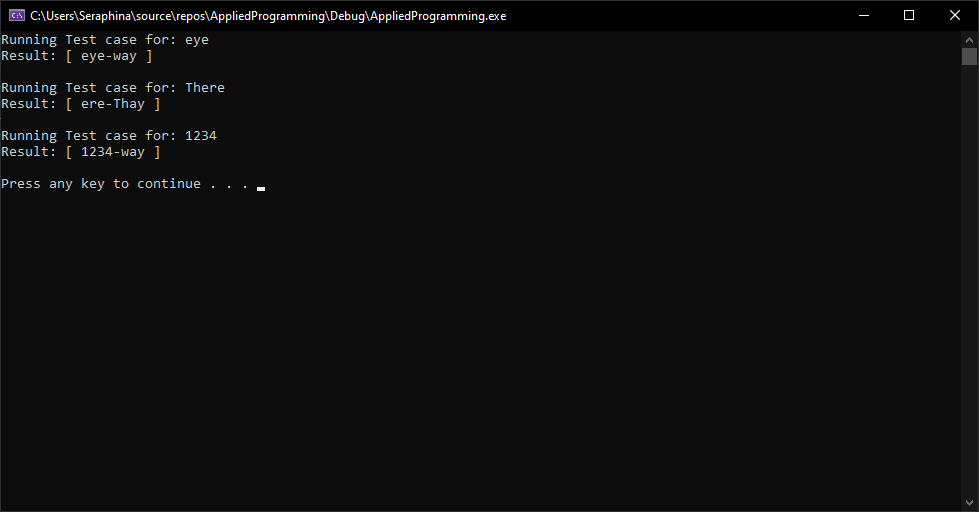 C:\Users\Seraphina\source\repos\AppliedProgramming\Debug\AppliedProgramming.exe
Running Test case for: eye
Result: [ eye-way ]
Running Test case for: There
Result: [ ere-Thay ]
Running Test case for: 1234
Result: [ 1234-way ]
Press any key to continue . . .